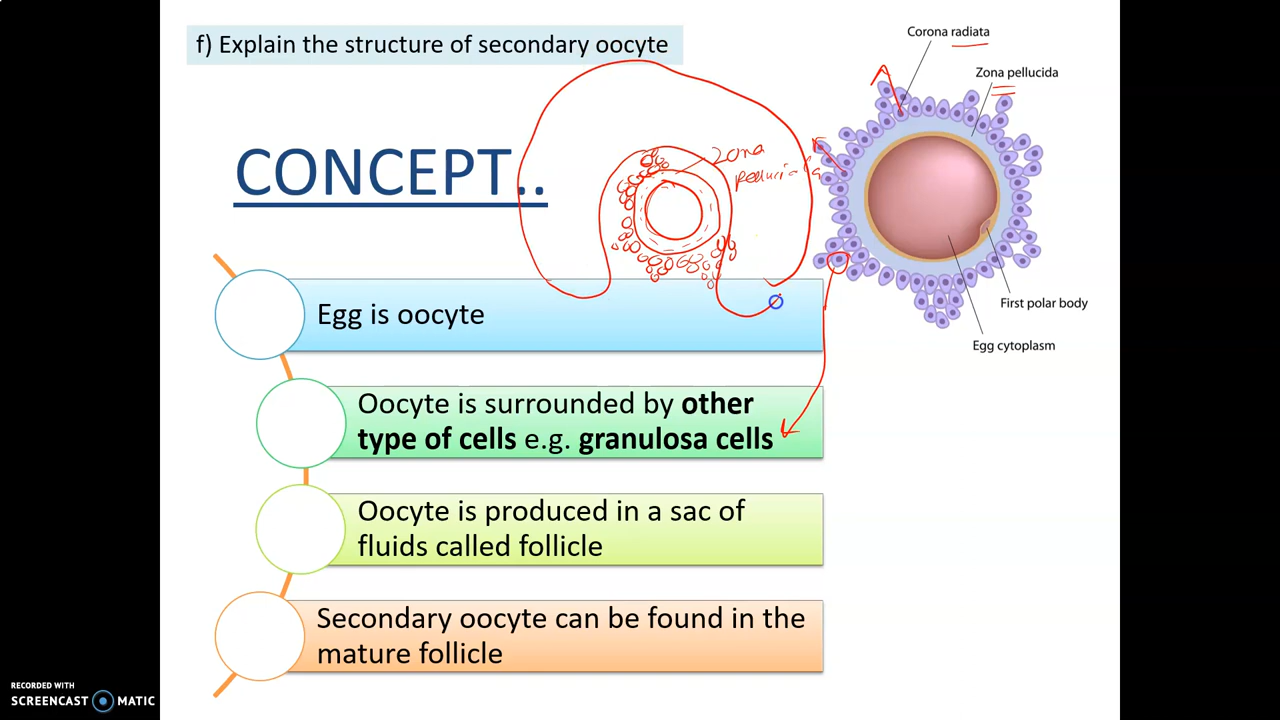 f) Explain the structure of secondary oocyte
CONCEPT..
Egg is oocyte
Oocyte is surrounded by other
type of cells e.g. granulosa cells
Oocyte is produced in a sac of
fluids called follicle
Secondary oocyte can be found in the
mature follicle
Zona
pellucida
Corona radiata
Zona pellucida
First polar body
Egg cytoplasm
RECORDED WITH
SCREENCAST MATIC